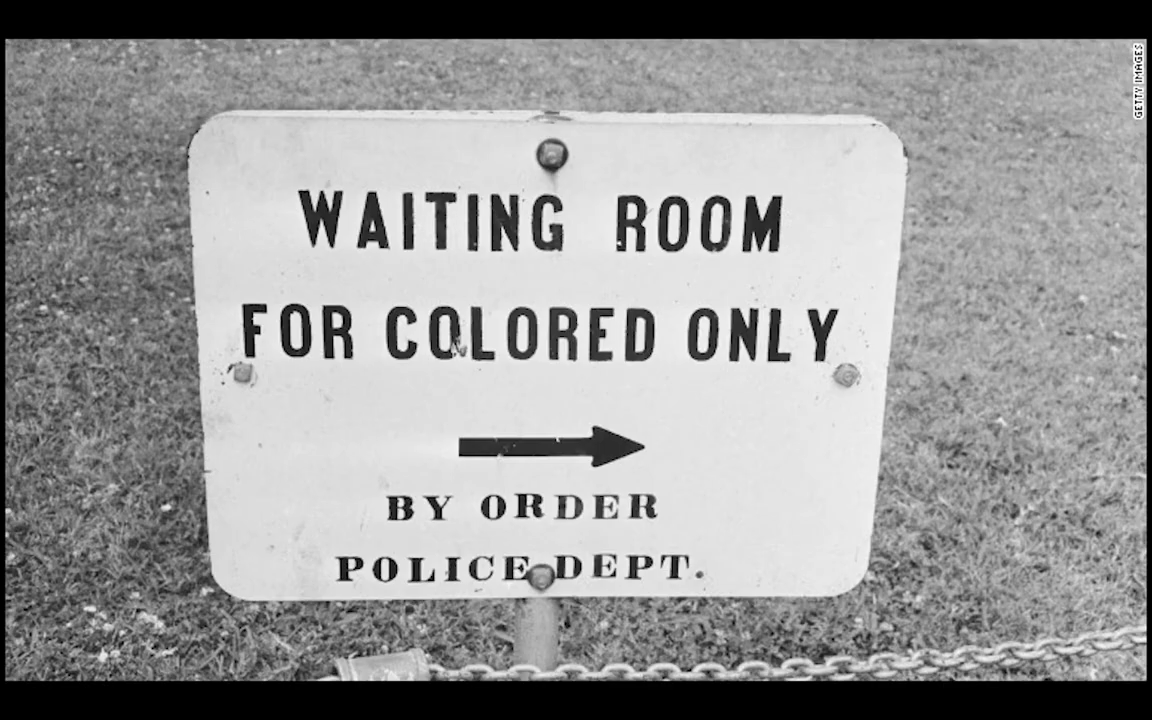 WAITING ROOM
FOR COLORED ONLY
BY ORDER
POLICE DEPT.
GETTY IMAGES